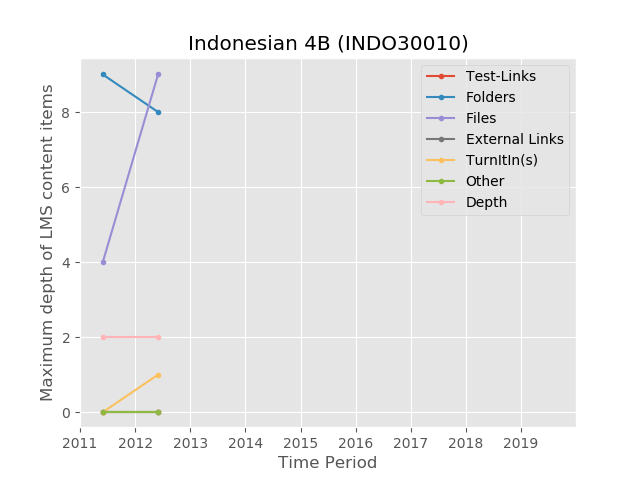 Indonesian 4B (INDO30010)
Maximum depth of LMS content items
8
6
4
2
0
Test-Links
Folders
Files
External Links
TurnItIn(s)
Other
Depth
2011 2012 2013 2014 2015 2016 2017 2018 2019
Time Period